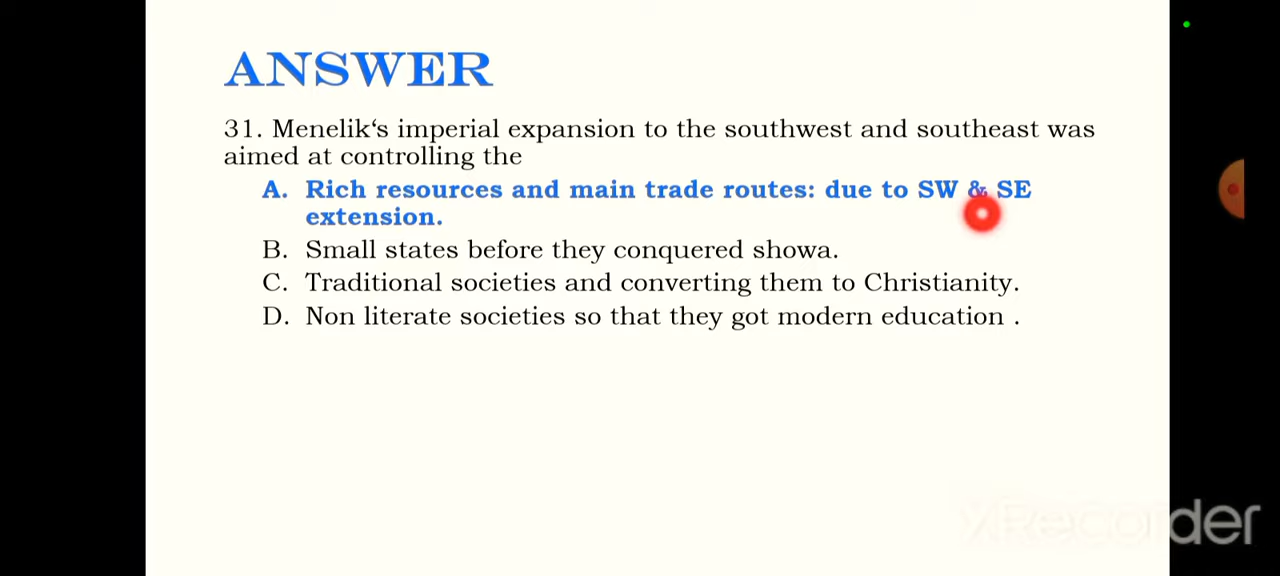 ANSWER
31. Menelik‘s imperial expansion to the southwest and southeast was
aimed at controlling the
A. Rich resources and main trade routes: due to SW & SE
extension.
B. Small states before they conquered showa.
C. Traditional societies and converting them to Christianity.
D. Non literate societies so that they got modern education .
XRecorder